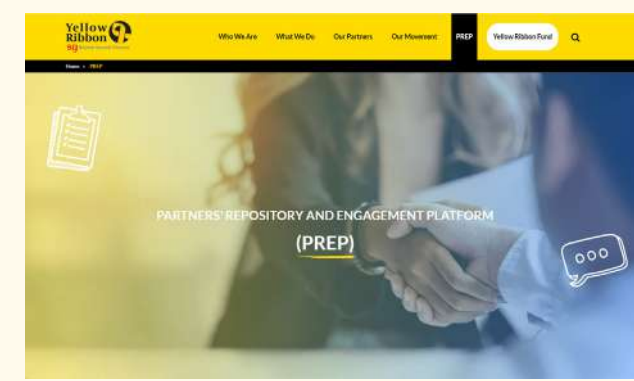 Yellow
Ribbon
Who We Are
What We Do
Our Partners
Our Movement
PREP
Yellow Ribbon Fund
Home > PREP
PARTNERS' REPOSITORY AND ENGAGEMENT PLATFORM
(PREP)